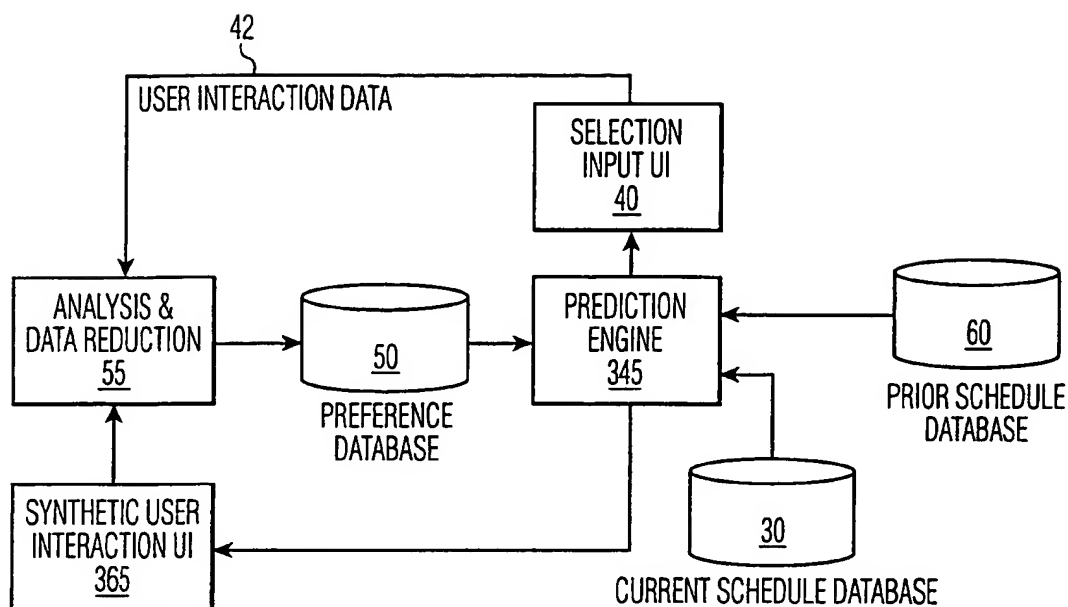 42
USER INTERACTION DATA
SELECTION
INPUT UI
40
ANALYSIS &
DATA REDUCTION
55
50
PREFERENCE
DATABASE
PREDICTION
ENGINE
345
60
PRIOR SCHEDULE
DATABASE
SYNTHETIC USER
INTERACTION UI
365
30
CURRENT SCHEDULE DATABASE